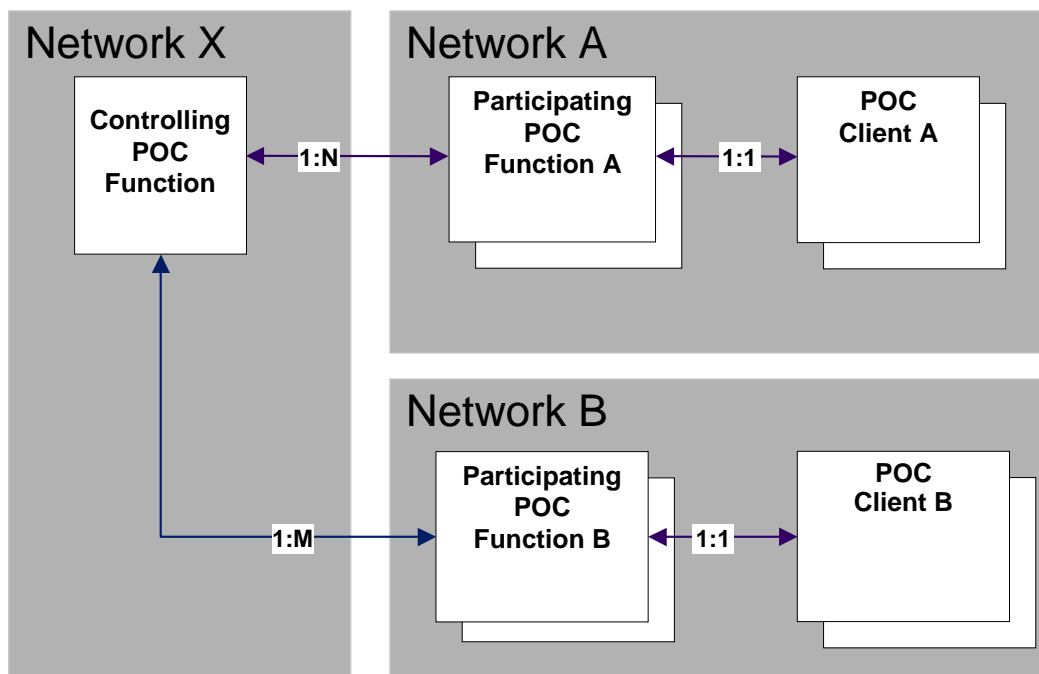 Network X
Controlling
POC
Function
1:N
1:M
Network A
Participating
POC
Function A
1:1
POC
Client A
Network B
Participating
POC
Function B
1:1
POC
Client B